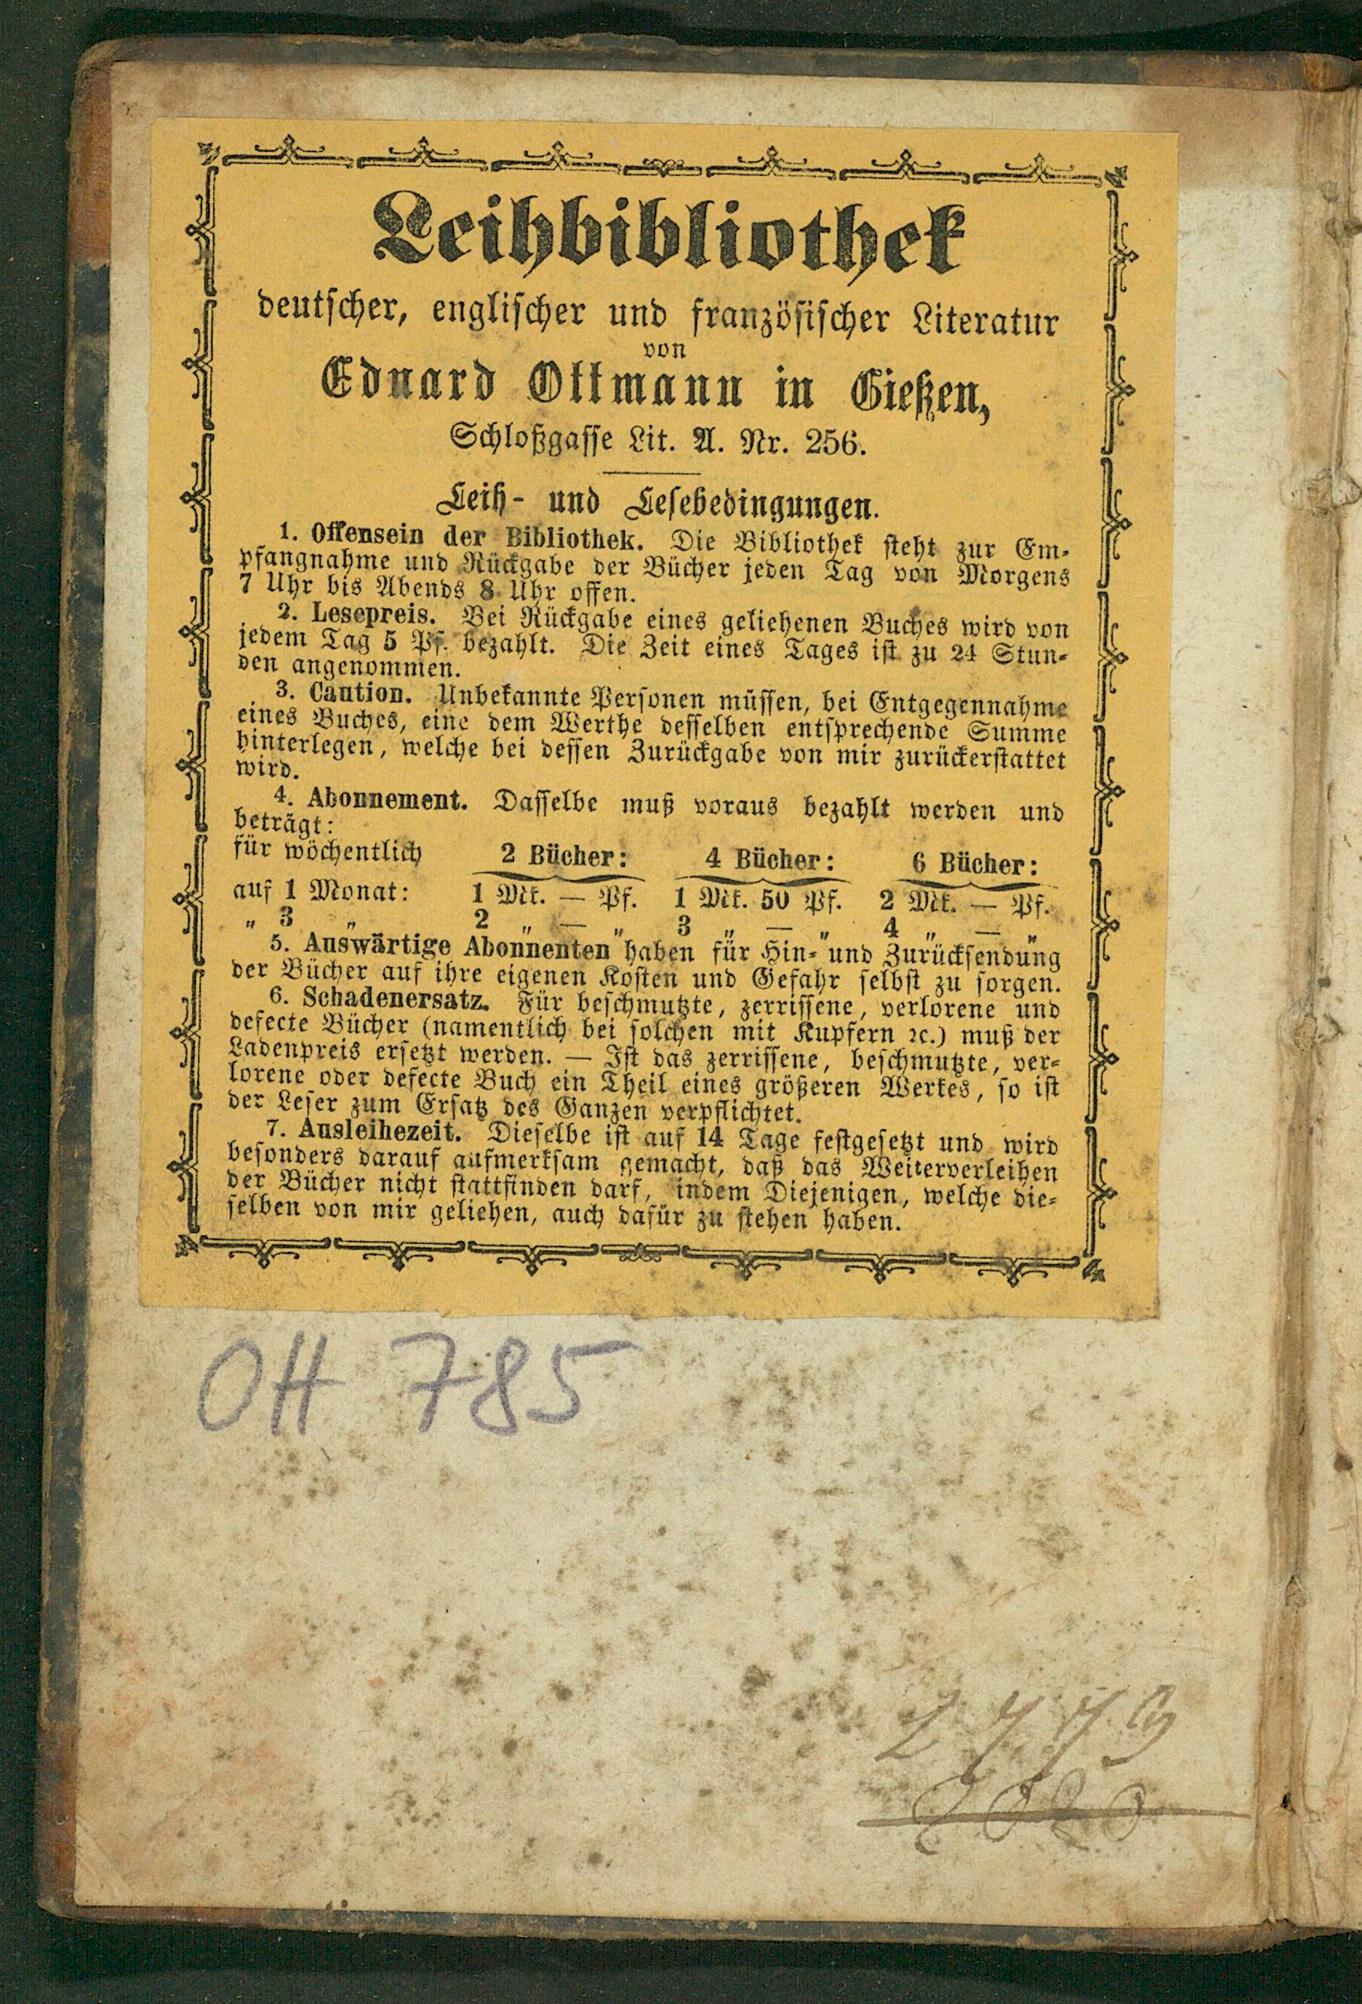 Leihbibliothek
deutscher, englischer und französischer Literatur
von
Eduard Ottmann in Gießen,
Schloßgasse Lit. A. Nr. 256.
Leih- und Lesebedingungen.
1. Offensein der Bibliothek. Die Bibliothek steht zur Em-
pfangnahme und Rückgabe der Bücher jeden Tag von Morgens
7 Uhr bis Abends 8 Uhr offen.
2. Lesepreis. Bei Rückgabe eines geliehenen Buches wird von
jedem Tag 5 Pf. bezahlt. Die Zeit eines Tages ist zu 24 Stun-
den angenommen.
3. Caution. Unbekannte Personen müssen, bei Entgegennahme
eines Buches, eine dem Werthe desselben entsprechende Summe
hinterlegen, welche bei dessen Zurückgabe von mir zurückerstattet
wird.
4. Abonnement. Dasselbe muß voraus bezahlt werden und
beträgt:
für wöchentlich 2 Bücher: 4 Bücher: 6 Bücher:
auf 1 Monat: 1 Mk. — Pf. 1 Mk. 50 Pf. 2 Mk. — Pf.
„ 3 „ 2 „ — „ 3 „ — „ 4 „ — „
5. Auswärtige Abonnenten haben für Hin- und Zurücksendung
der Bücher auf ihre eigenen Kosten und Gefahr selbst zu sorgen.
6. Schadenersatz. Für beschmutzte, zerrissene, verlorene und
defecte Bücher (namentlich bei solchen mit Kupfern ꝛc.) muß der
Ladenpreis ersetzt werden. — Ist das zerrissene, beschmutzte, ver-
lorene oder defecte Buch ein Theil eines größeren Werkes, so ist
der Leser zum Ersatz des Ganzen verpflichtet.
7. Ausleihezeit. Dieselbe ist auf 14 Tage festgesetzt und wird
besonders darauf aufmerksam gemacht, daß das Weiterverleihen
der Bücher nicht stattfinden darf, indem Diejenigen, welche die-
selben von mir geliehen, auch dafür zu stehen haben.
OH 785
2773